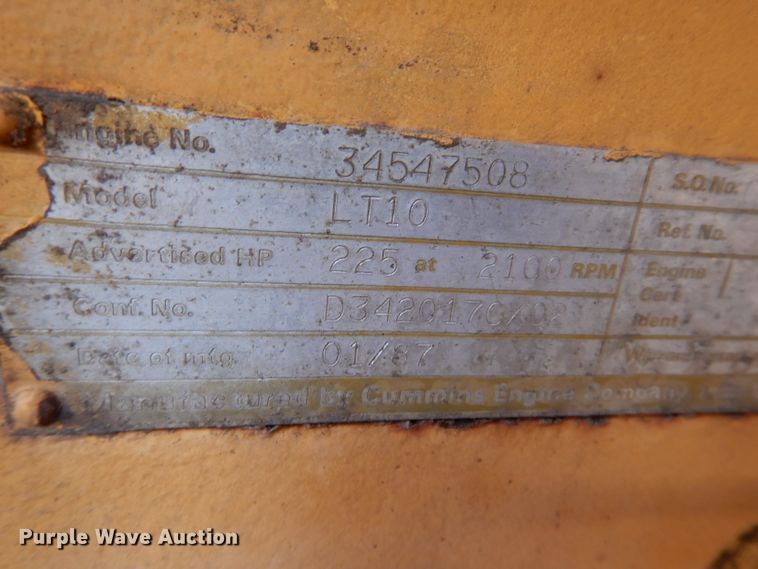 Engine No. 34547508 S.O. No.
Model LT10 Ref. No.
Advertised HP 225 at 2100 RPM Engine
Conf. No. D342017 Cert.
Ident.
Date of mfg. 01/87
Manufactured by Cummins Engine Company
Purple Wave Auction